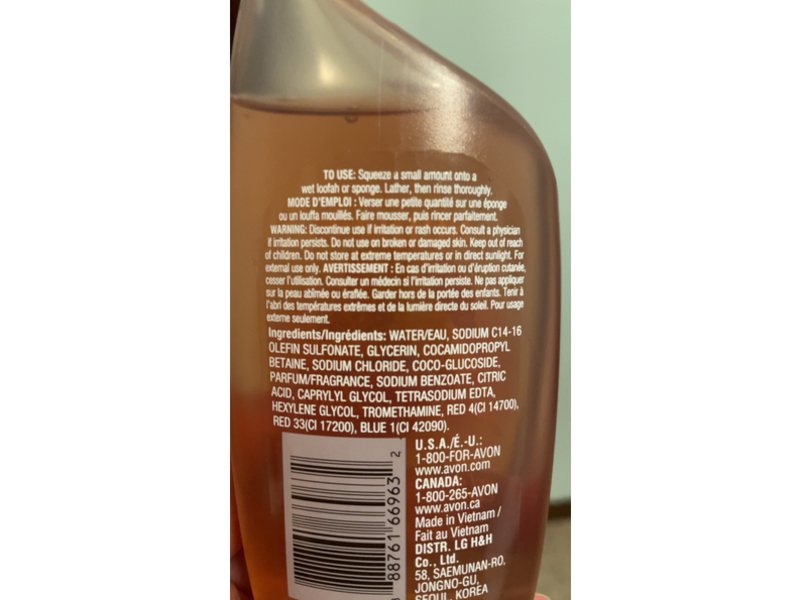 TO USE: Squeeze a small amount onto a
wet loofah or sponge. Lather, then rinse thoroughly.
MODE D'EMPLOI : Verser une petite quantité sur une éponge
ou un louffa mouillés. Faire mousser, puis rincer parfaitement.
WARNING: Discontinue use if irritation or rash occurs. Consult a physician
if irritation persists. Do not use on broken or damaged skin. Keep out of reach
of children. Do not store at extreme temperatures or in direct sunlight. For
external use only. AVERTISSEMENT : En cas d'irritation ou d'éruption cutanée,
cesser l'utilisation. Consulter un médecin si l'irritation persiste. Ne pas appliquer
sur la peau abîmée ou éraflée. Garder hors de la portée des enfants. Tenir à
l'abri des températures extrêmes et de la lumière directe du soleil. Pour usage
externe seulement.
Ingredients/Ingrédients: WATER/EAU, SODIUM C14-16
OLEFIN SULFONATE, GLYCERIN, COCAMIDOPROPYL
BETAINE, SODIUM CHLORIDE, COCO-GLUCOSIDE,
PARFUM/FRAGRANCE, SODIUM BENZOATE, CITRIC
ACID, CAPRYLYL GLYCOL, TETRASODIUM EDTA,
HEXYLENE GLYCOL, TROMETHAMINE, RED 4(CI 14700),
RED 33(CI 17200), BLUE 1(CI 42090).
88761 66963 2
U.S.A./É.-U.:
1-800-FOR-AVON
www.avon.com
CANADA:
1-800-265-AVON
www.avon.ca
Made in Vietnam /
Fait au Vietnam
DISTR. LG H&H
Co., Ltd.
58, SAEMUNAN-RO,
JONGNO-GU,
SEOUL, KOREA